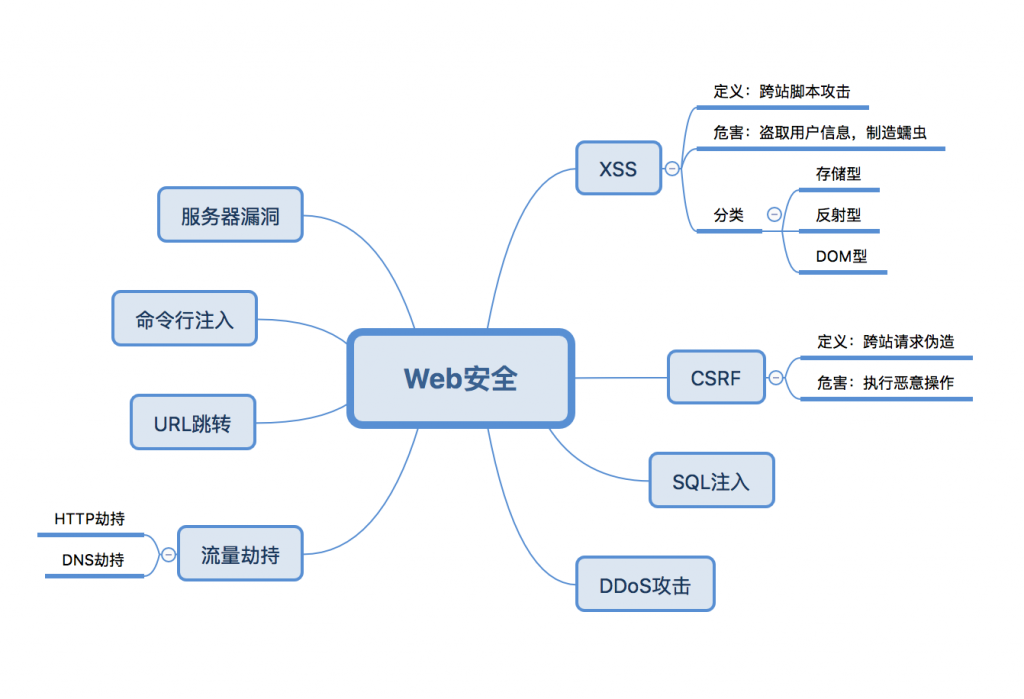 Web安全
XSS
定义：跨站脚本攻击
危害：盗取用户信息，制造蠕虫
分类
存储型
反射型
DOM型
CSRF
定义：跨站请求伪造
危害：执行恶意操作
SQL注入
DDoS攻击
服务器漏洞
命令行注入
URL跳转
流量劫持
HTTP劫持
DNS劫持